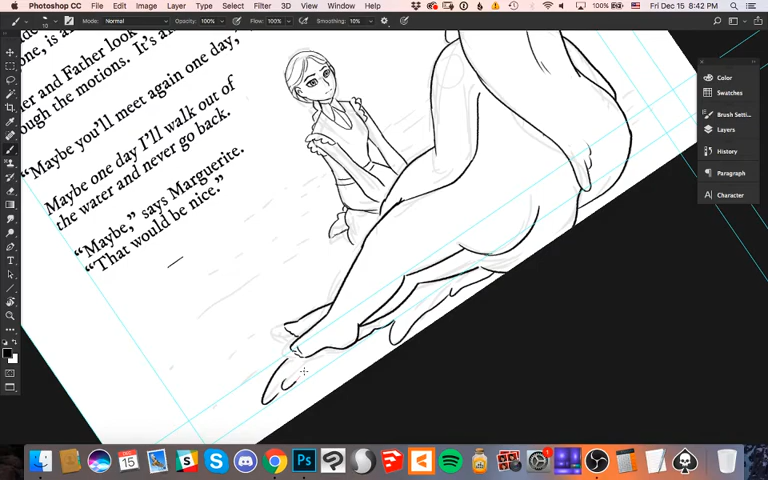 Photoshop CC File Edit Image Layer Type Select Filter 3D View Window Help
100% Fri Dec 15 8:42 PM
10 Mode: Normal Opacity: 100% Flow: 100% Smoothing: 10%
one, is a
er and Father look
ough the motions. It's a
“Maybe you'll meet again one day,
Maybe one day I'll walk out of
the water and never go back.
“Maybe,” says Marguerite.
“That would be nice.”
Color
Swatches
Brush Setti...
Layers
History
Paragraph
Character
DEC
15